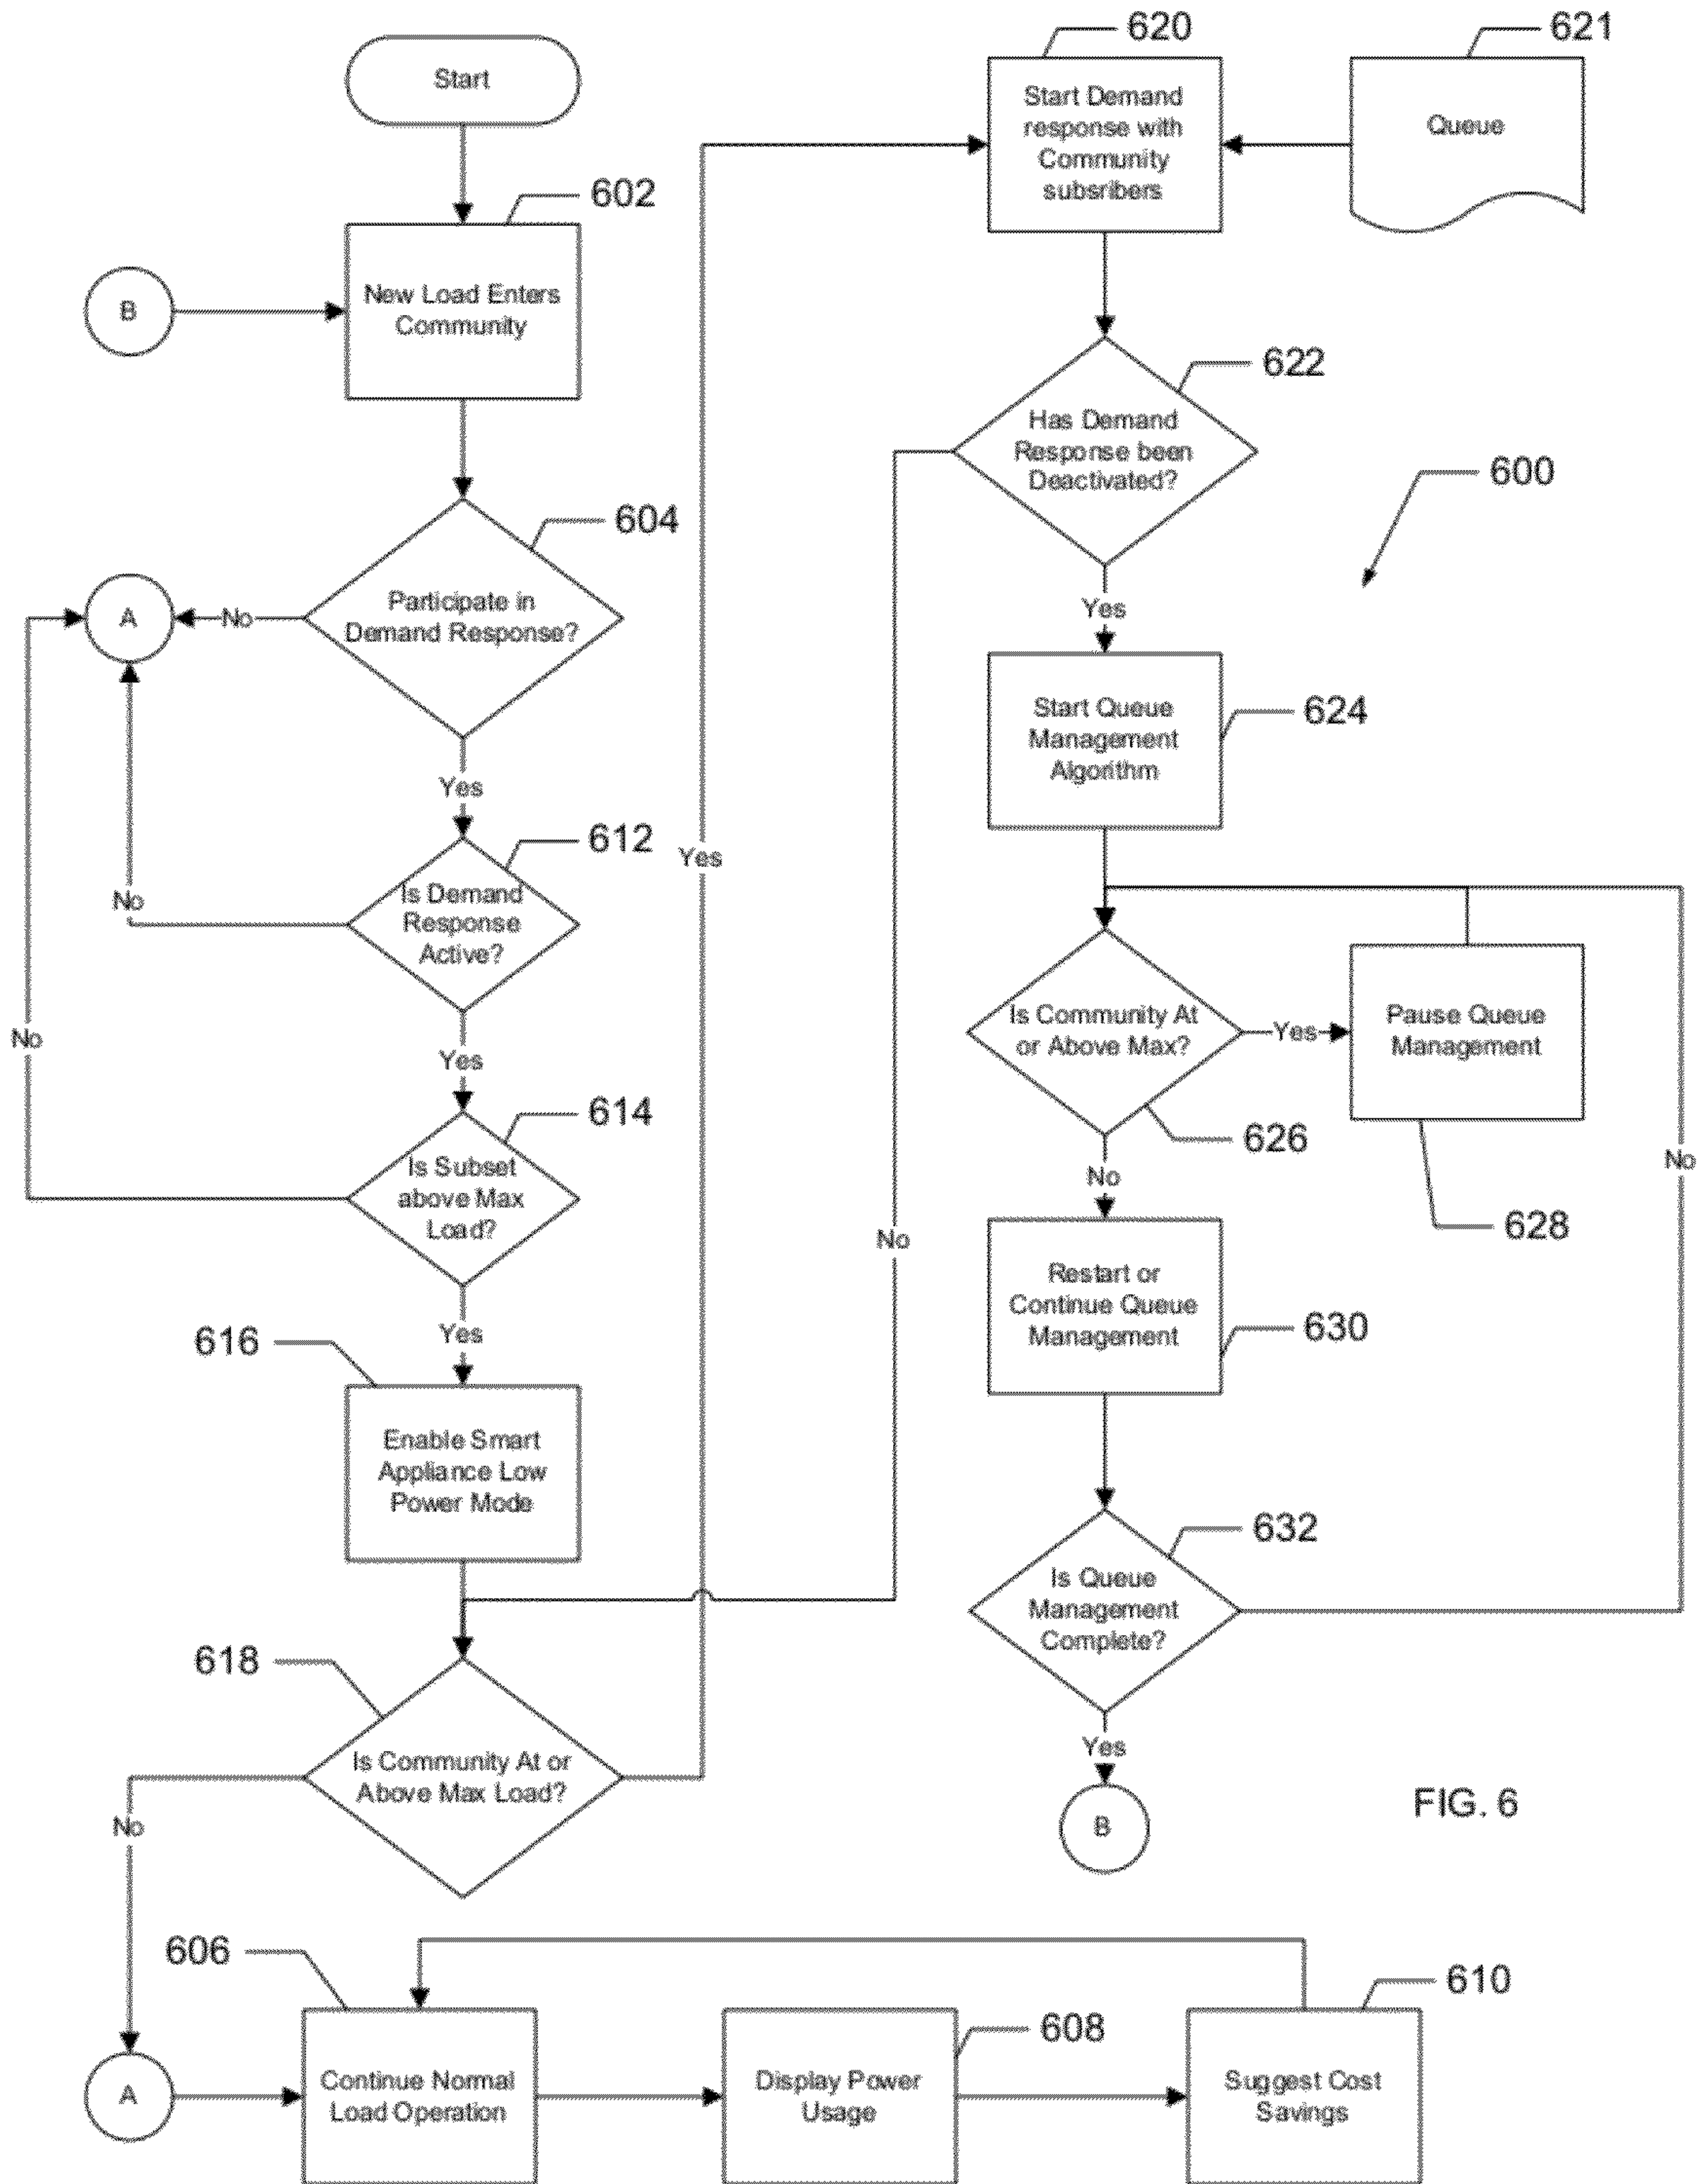 Start
602
B
New Load Enters
Community
604
A
No
Participate in
Demand Response?
Yes
612
Is Demand
Response
Active?
No
Yes
614
Is Subset
above Max
Load?
No
Yes
616
Enable Smart
Appliance Low
Power Mode
618
Is Community At or
Above Max Load?
Yes
No
606
A
Continue Normal
Load Operation
608
Display Power
Usage
610
Suggest Cost
Savings
620
Start Demand
response with
Community
subsribers
621
Queue
622
Has Demand
Response been
Deactivated?
No
Yes
600
624
Start Queue
Management
Algorithm
Is Community At
or Above Max?
626
Yes
Pause Queue
Management
628
No
Restart or
Continue Queue
Management
630
632
Is Queue
Management
Complete?
No
Yes
B
FIG. 6